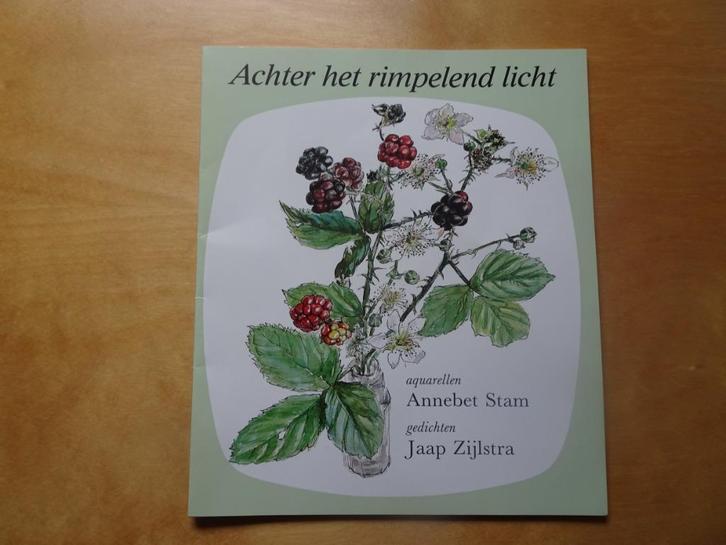 Achter het rimpelend licht
aquarellen
Annebet Stam
gedichten
Jaap Zijlstra